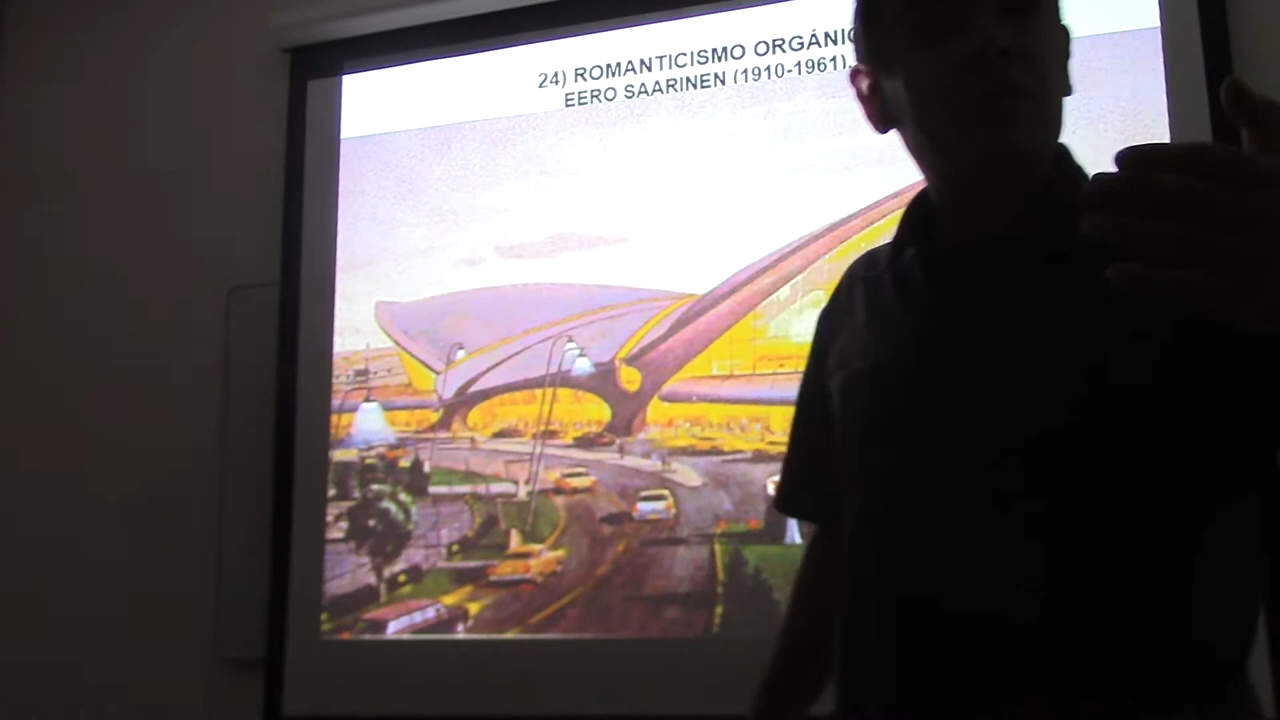 24) ROMANTICISMO ORGÁNIC
EERO SAARINEN (1910-1961).